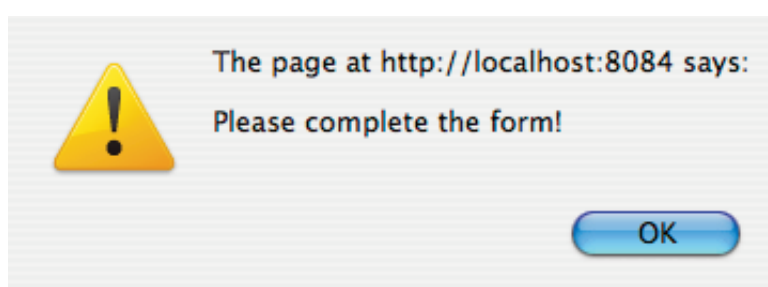 The page at http://localhost:8084 says:
Please complete the form!
OK